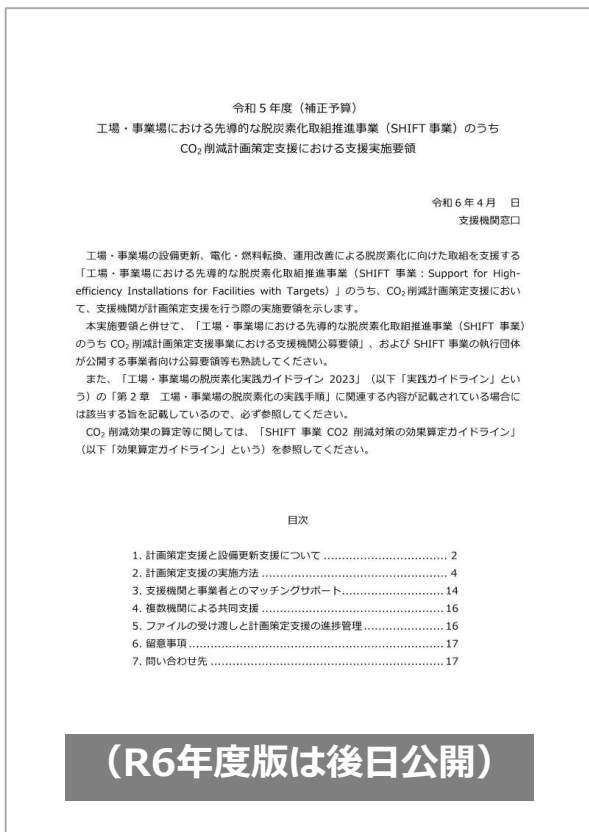 令和5年度（補正予算）
工場・事業場における先導的な脱炭素化取組推進事業（SHIFT 事業）のうち
CO₂削減計画策定支援における支援実施要領
令和6年4月　日
支援機関窓口
工場・事業場の設備更新、電化・燃料転換、運用改善による脱炭素化に向けた取組を支援する
「工場・事業場における先導的な脱炭素化取組推進事業（SHIFT 事業：Support for High-
efficiency Installations for Facilities with Targets）」のうち、CO₂削減計画策定支援におい
て、支援機関が計画策定支援を行う際の実施要領を示します。
本実施要領と併せて、「工場・事業場における先導的な脱炭素化取組推進事業（SHIFT 事業）
のうち CO₂削減計画策定支援事業における支援機関公募要領」、および SHIFT 事業の執行団体
が公開する事業者向け公募要領等も熟読してください。
また、「工場・事業場の脱炭素化実践ガイドライン 2023」（以下「実践ガイドライン」とい
う）の「第2章　工場・事業場の脱炭素化の実践手順」に関連する内容が記載されている場合に
は該当する旨を記載しているので、必ず参照してください。
CO₂削減効果の算定等に関しては、「SHIFT 事業 CO2 削減対策の効果算定ガイドライン」
（以下「効果算定ガイドライン」という）を参照してください。
目次
1. 計画策定支援と設備更新支援について .................................. 2
2. 計画策定支援の実施方法 .................................................. 4
3. 支援機関と事業者とのマッチングサポート............................ 14
4. 複数機関による共同支援 .................................................. 16
5. ファイルの受け渡しと計画策定支援の進捗管理...................... 16
6. 留意事項...................................................................... 17
7. 問い合わせ先 ................................................................ 17
（R6年度版は後日公開）